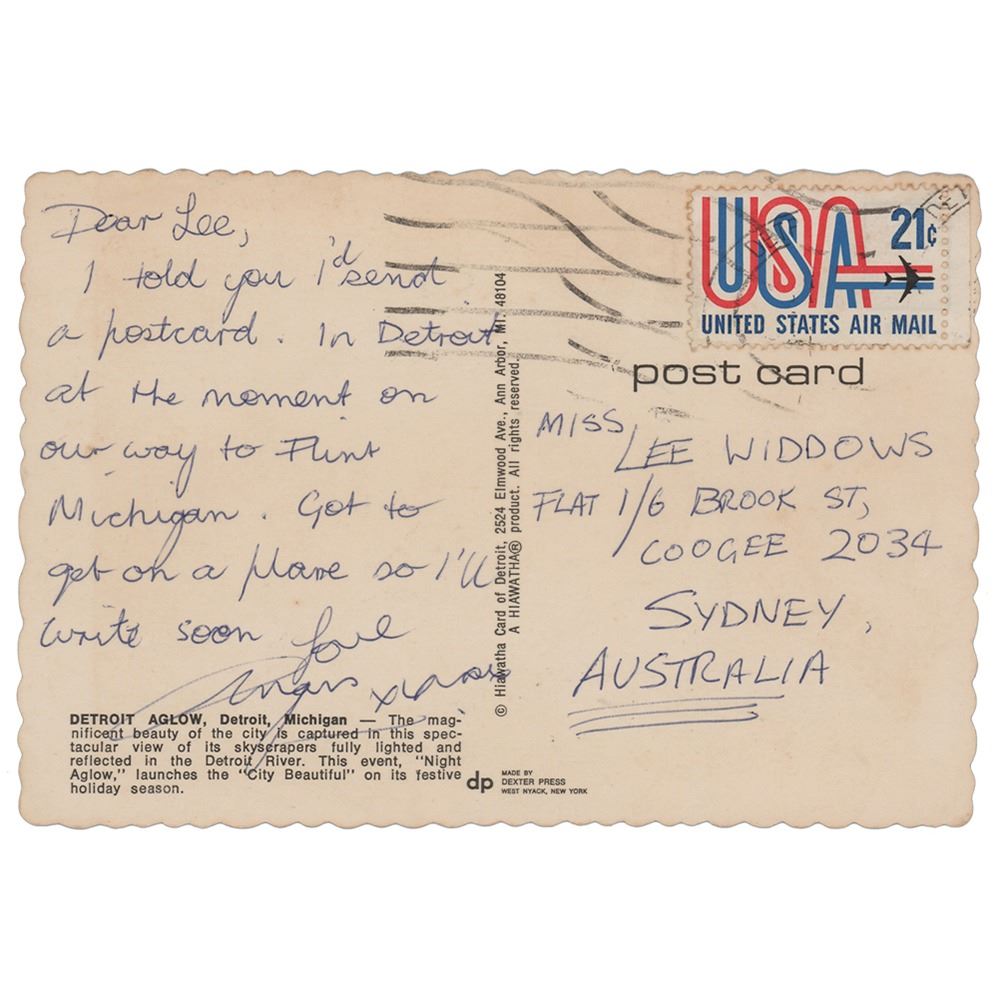 Dear Lee,
I told you I'd send
a postcard. In Detroit
at the moment on
our way to Flint
Michigan. Got to
get on a plane so I'll
write soon love
Angus
DETROIT AGLOW, Detroit, Michigan — The mag-
nificent beauty of the city is captured in this spec-
tacular view of its skyscrapers fully lighted and
reflected in the Detroit River. This event, "Night
Aglow," launches the "City Beautiful" on its festive
holiday season.
© Hiawatha Card of Detroit, 2524 Elmwood Ave., Ann Arbor, MI. 48104
A HIAWATHA® product. All rights reserved.
dp
MADE BY
DEXTER PRESS
WEST NYACK, NEW YORK
USA 21¢
UNITED STATES AIR MAIL
post card
MISS LEE WIDDOWS
FLAT 1/6 BROOK ST,
COOGEE 2034
SYDNEY,
AUSTRALIA